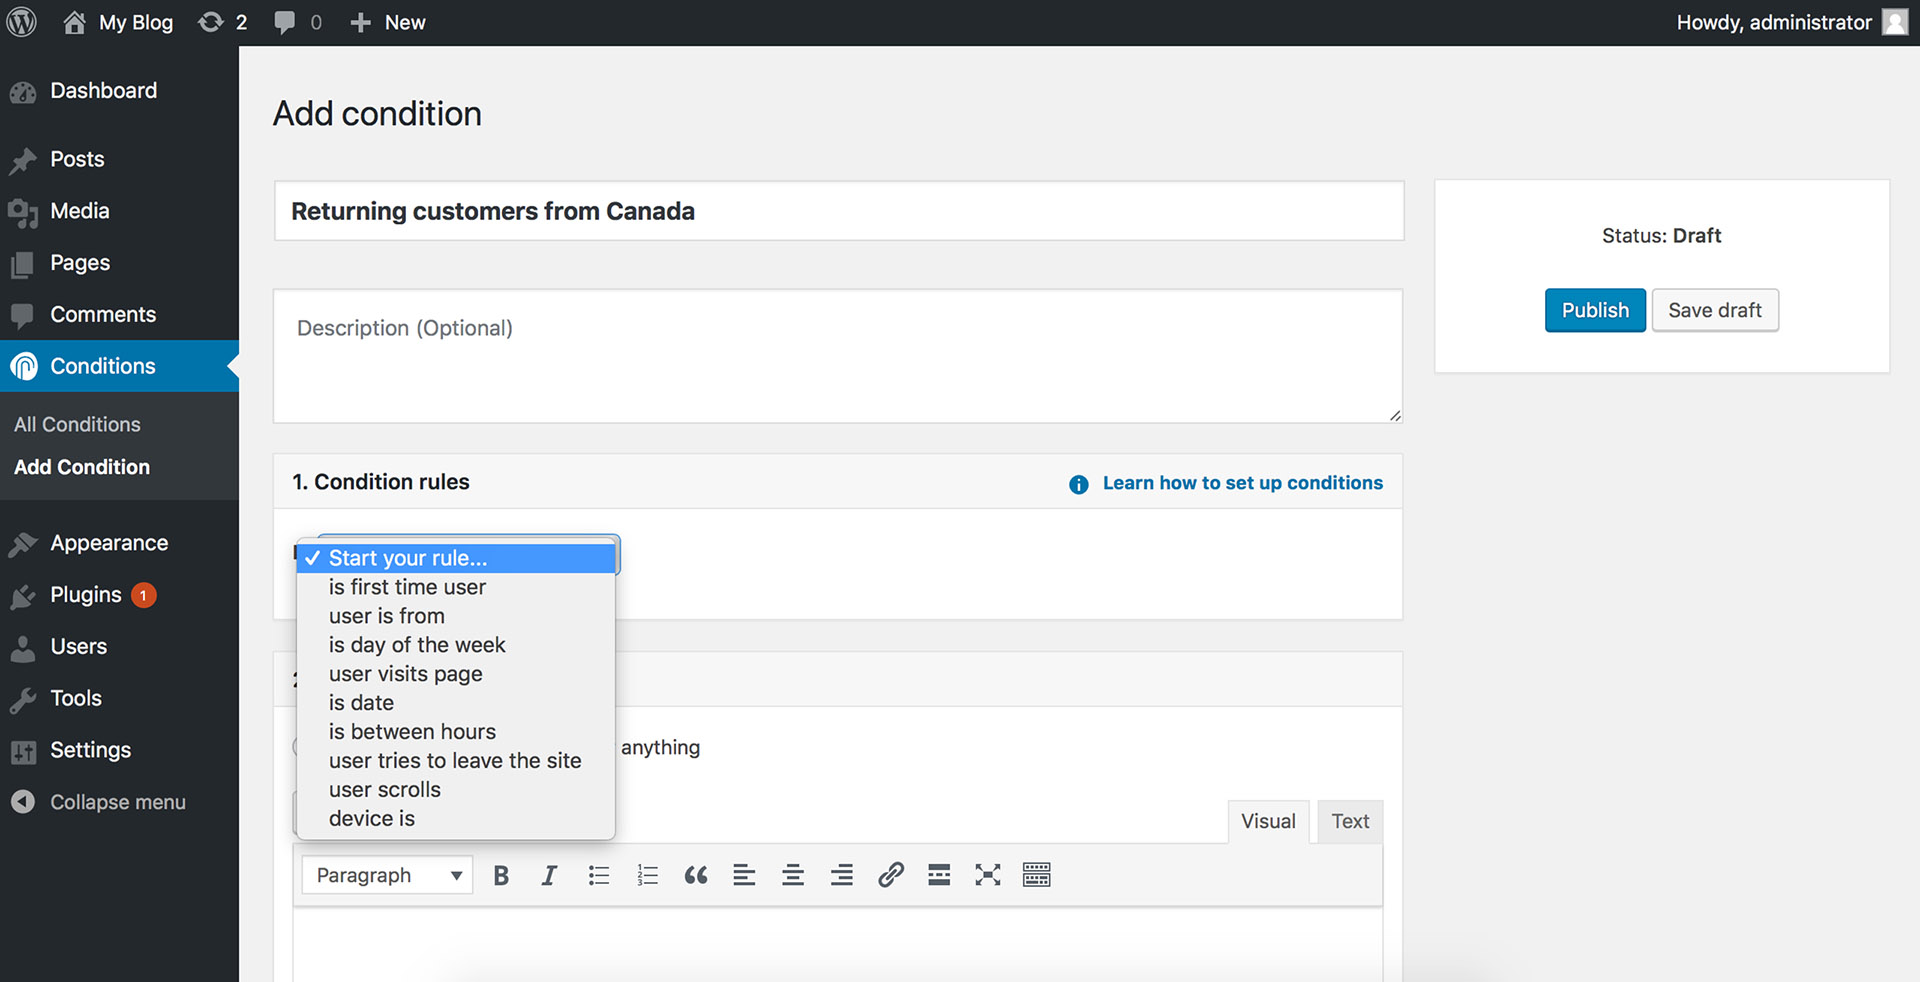 My Blog 2 0 New Howdy, administrator
Dashboard
Posts
Media
Pages
Comments
Conditions
All Conditions
Add Condition
Appearance
Plugins 1
Users
Tools
Settings
Collapse menu
Add condition
Returning customers from Canada
Description (Optional)
Status: Draft
Publish Save draft
1. Condition rules Learn how to set up conditions
✓ Start your rule...
is first time user
user is from
is day of the week
user visits page
is date
is between hours
user tries to leave the site
user scrolls
device is
anything
Visual Text
Paragraph